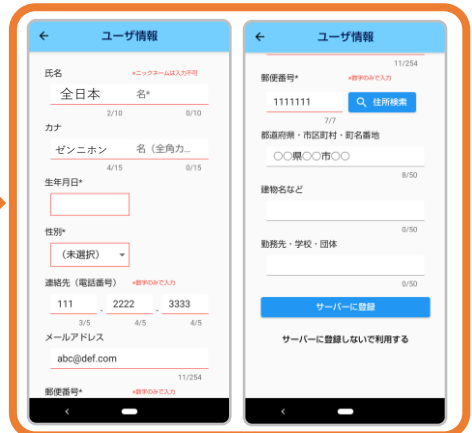 ユーザ情報
氏名 *ニックネームは入力不可
全日本 名*
2/10 0/10
カナ
ゼンニホン 名（全角カ...
4/15 0/15
生年月日*
性別*
（未選択）
連絡先（電話番号） *数字のみで入力
111 - 2222 - 3333
3/5 4/5 4/5
メールアドレス
abc@def.com
11/254
郵便番号* *数字のみで入力
ユーザ情報
11/254
郵便番号* *数字のみで入力
1111111 住所検索
7/7
都道府県・市区町村・町名番地
○○県○○市○○
8/50
建物名など
0/50
勤務先・学校・団体
0/50
サーバーに登録
サーバーに登録しないで利用する